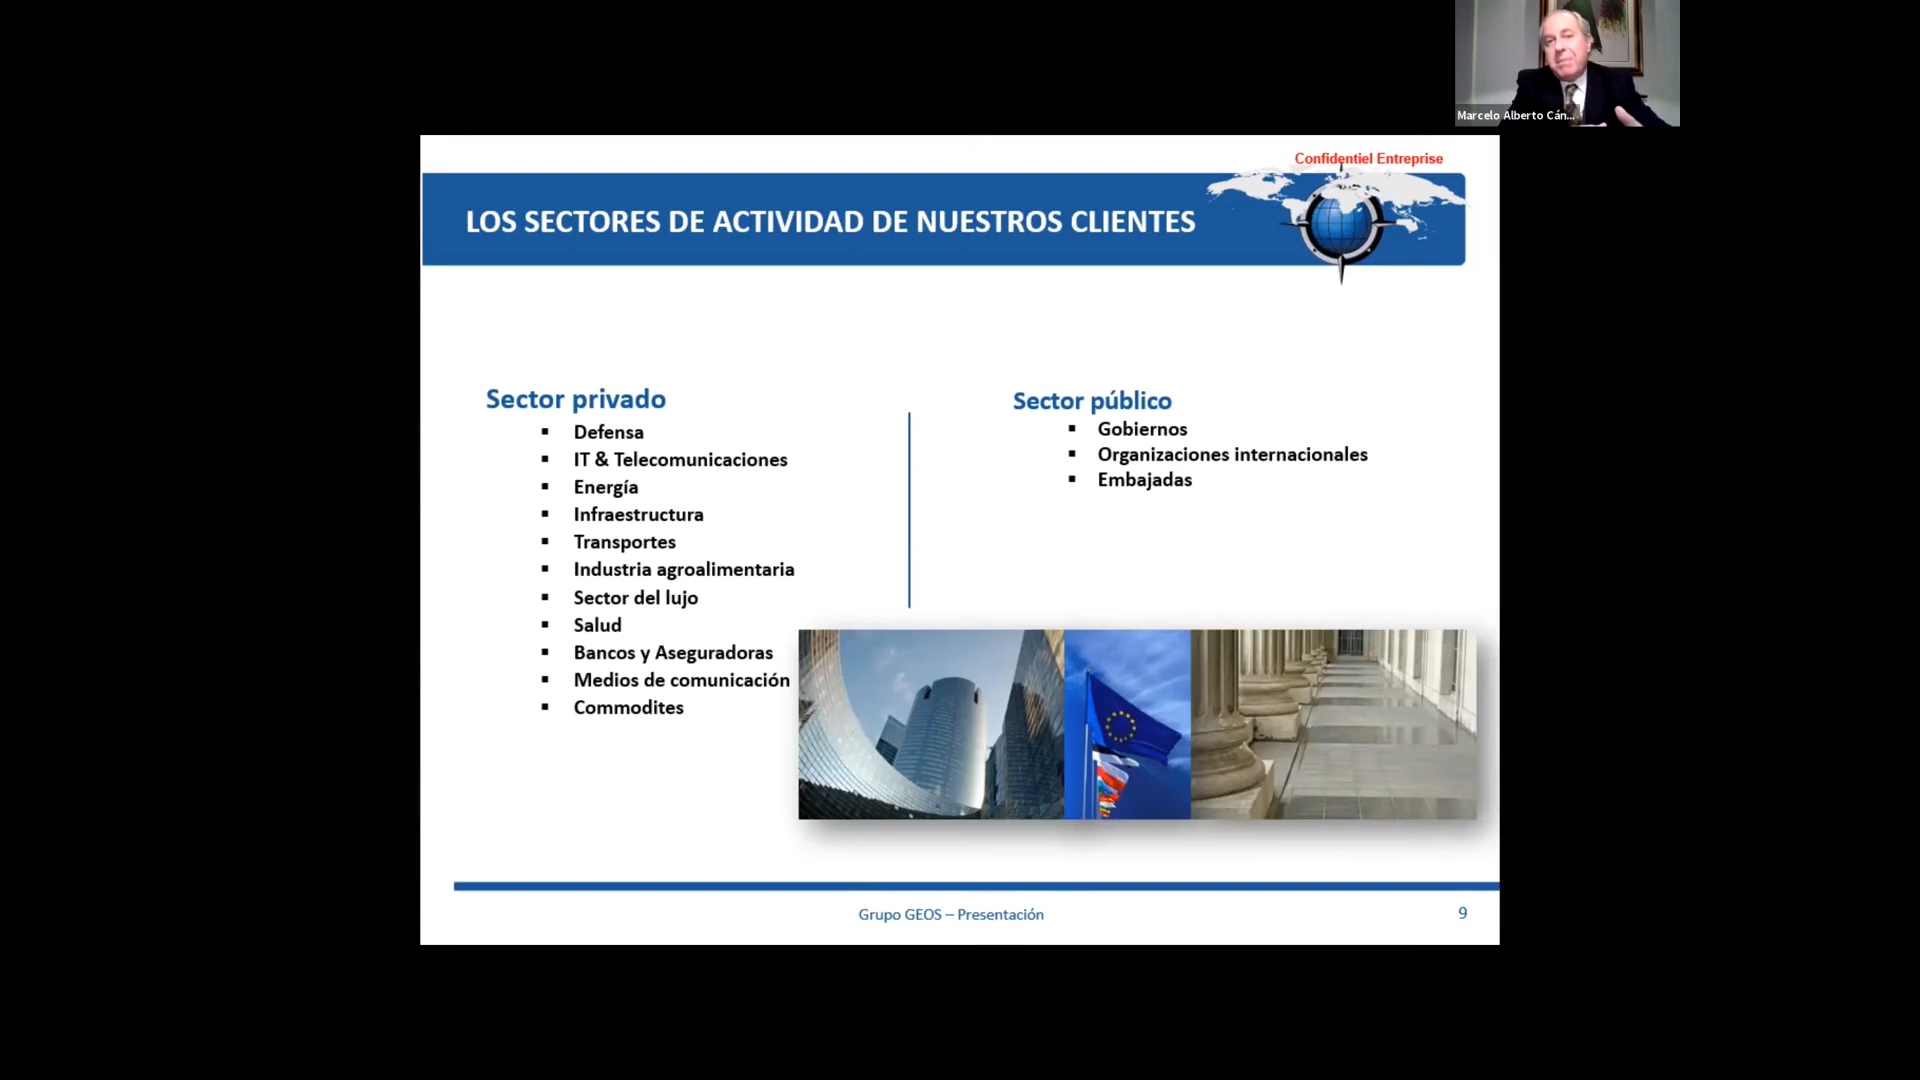 Marcelo Alberto Cán...
Confidentiel Entreprise
LOS SECTORES DE ACTIVIDAD DE NUESTROS CLIENTES
Sector privado
▪ Defensa
▪ IT & Telecomunicaciones
▪ Energía
▪ Infraestructura
▪ Transportes
▪ Industria agroalimentaria
▪ Sector del lujo
▪ Salud
▪ Bancos y Aseguradoras
▪ Medios de comunicación
▪ Commodites
Sector público
▪ Gobiernos
▪ Organizaciones internacionales
▪ Embajadas
Grupo GEOS – Presentación
9